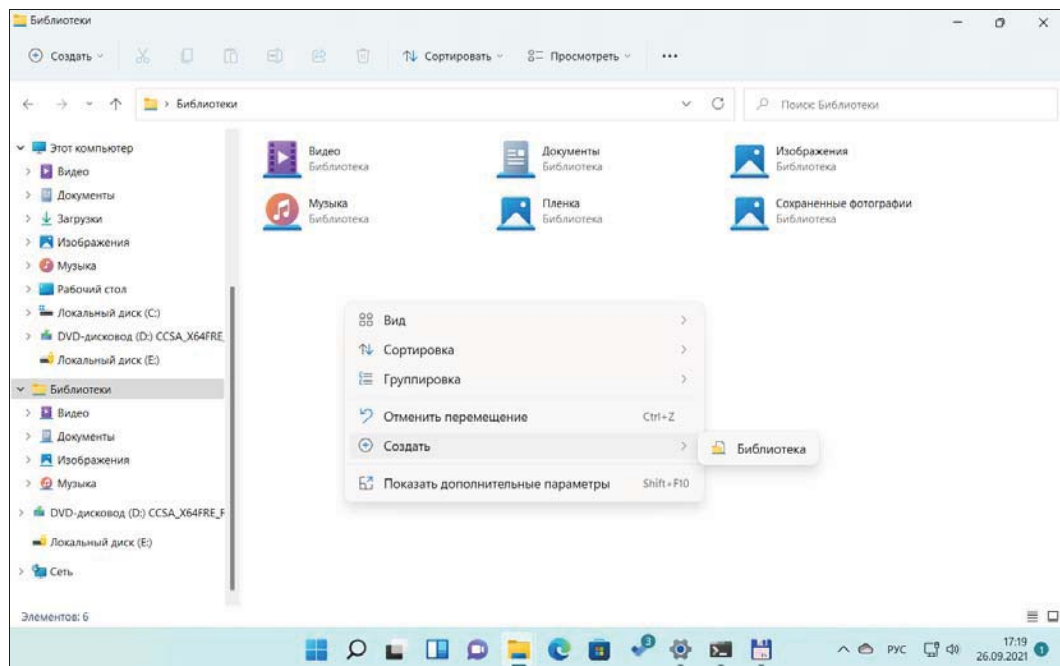 Библиотеки
Создать
Сортировать
Просмотреть
Библиотеки
Поиск: Библиотеки
Этот компьютер
Видео
Документы
Загрузки
Изображения
Музыка
Рабочий стол
Локальный диск (C:)
DVD-дисковод (D:) CCSA_X64FRE_
Локальный диск (E:)
Библиотеки
Видео
Документы
Изображения
Музыка
DVD-дисковод (D:) CCSA_X64FRE_F
Локальный диск (E:)
Сеть
Видео
Библиотека
Документы
Библиотека
Изображения
Библиотека
Музыка
Библиотека
Пленка
Библиотека
Сохраненные фотографии
Библиотека
Вид
Сортировка
Группировка
Отменить перемещение Ctrl+Z
Создать
Библиотека
Показать дополнительные параметры Shift+F10
Элементов: 6
3
РУС
17:19
26.09.2021
1